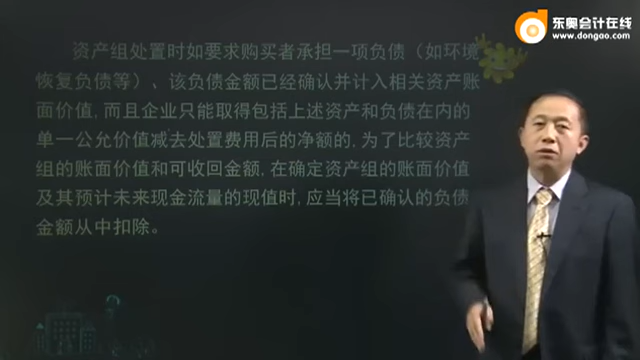 东奥会计在线
www.dongao.com
资产组处置时如要求购买者承担一项负债（如环境
恢复负债等）、该负债金额已经确认并计入相关资产账
面价值,而且企业只能取得包括上述资产和负债在内的
单一公允价值减去处置费用后的净额的,为了比较资产
组的账面价值和可收回金额,在确定资产组的账面价值
及其预计未来现金流量的现值时,应当将已确认的负债
金额从中扣除。